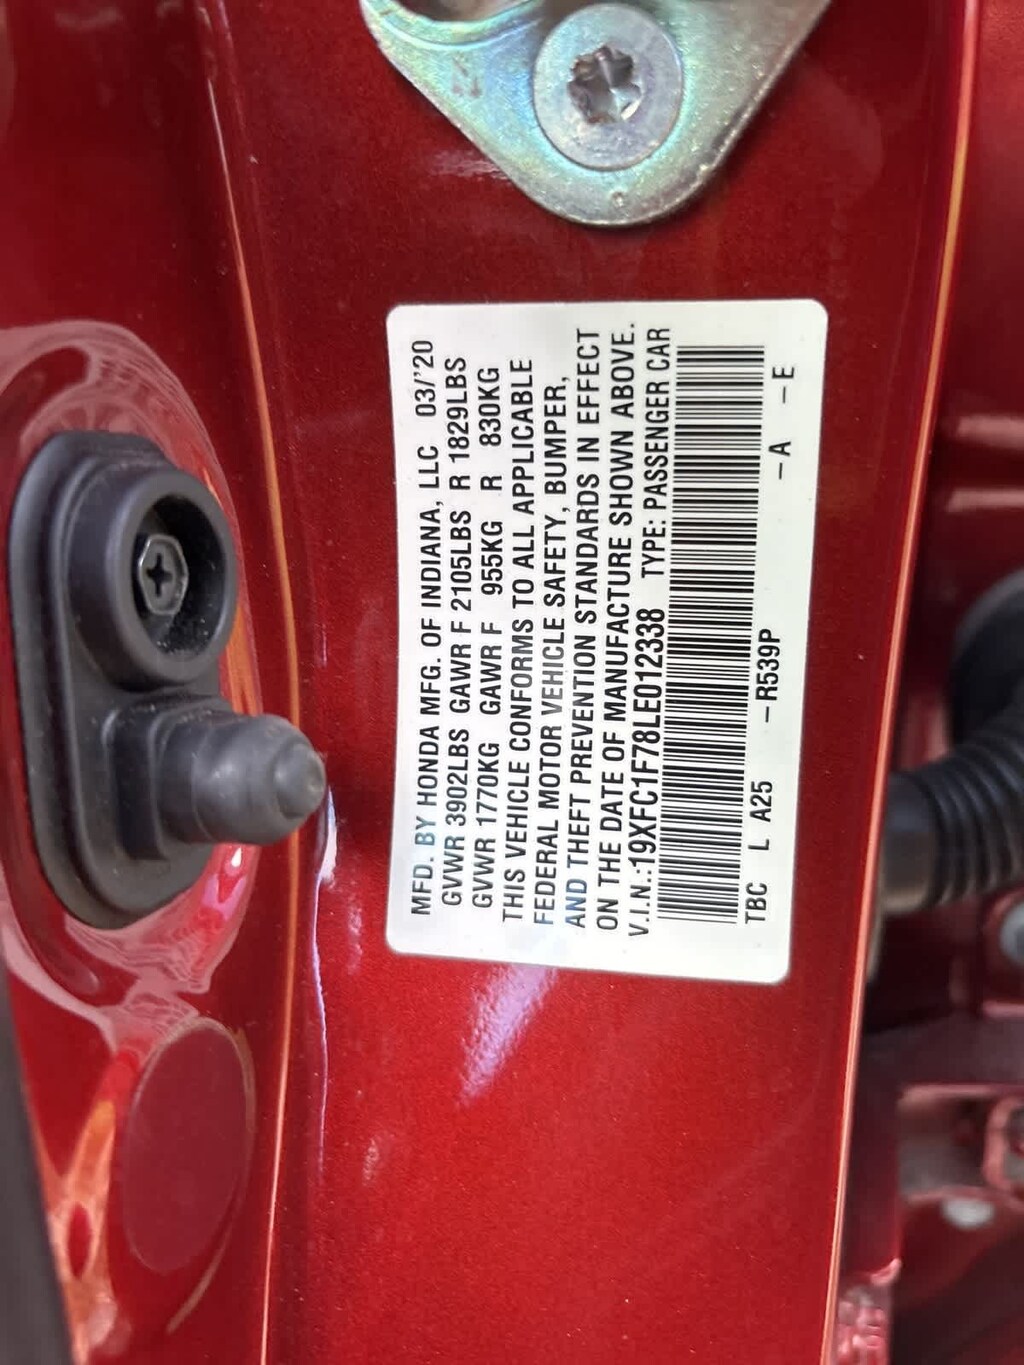 MFD. BY HONDA MFG. OF INDIANA, LLC 03/'20
GVWR 3902LBS GAWR F 2105LBS R 1829LBS
GVWR 1770KG GAWR F 955KG R 830KG
THIS VEHICLE CONFORMS TO ALL APPLICABLE
FEDERAL MOTOR VEHICLE SAFETY, BUMPER,
AND THEFT PREVENTION STANDARDS IN EFFECT
ON THE DATE OF MANUFACTURE SHOWN ABOVE.
V.I.N.:19XFC1F78LE012338 TYPE: PASSENGER CAR
TBC L A25 -R539P -A -E